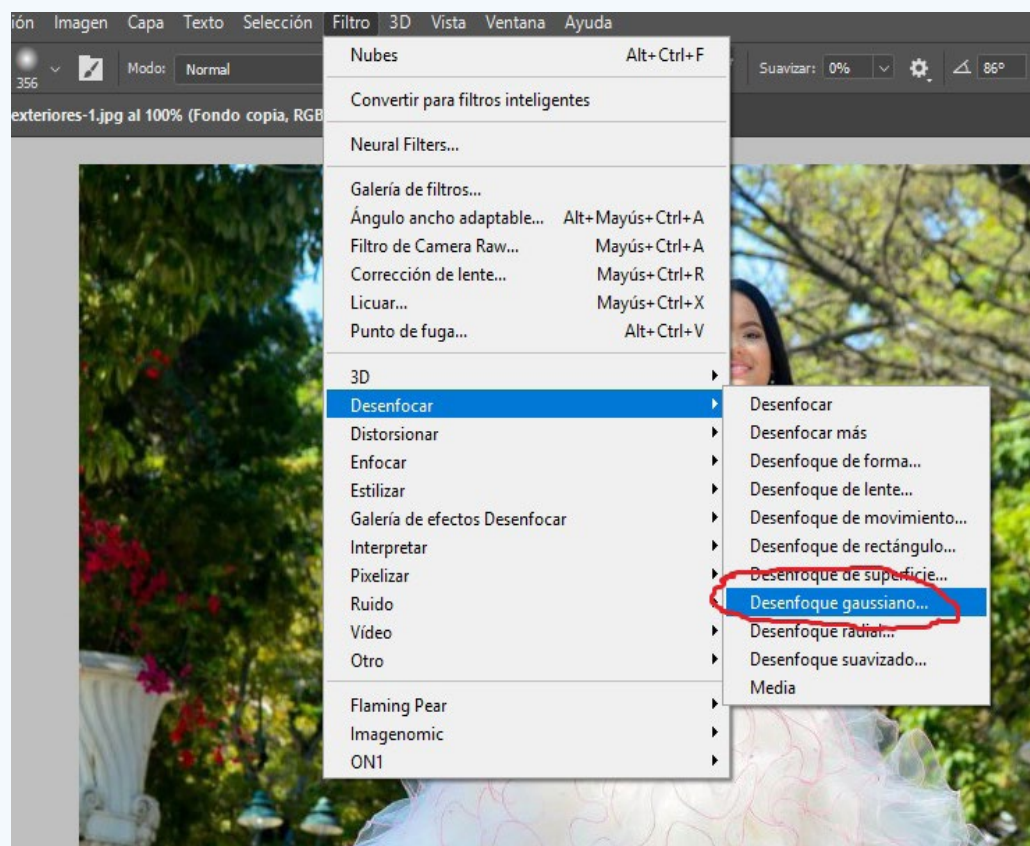 ión Imagen Capa Texto Selección Filtro 3D Vista Ventana Ayuda
356 Modo: Normal Suavizar: 0% 86°
exteriores-1.jpg al 100% (Fondo copia, RGB
Nubes Alt+Ctrl+F
Convertir para filtros inteligentes
Neural Filters...
Galería de filtros...
Ángulo ancho adaptable... Alt+Mayús+Ctrl+A
Filtro de Camera Raw... Mayús+Ctrl+A
Corrección de lente... Mayús+Ctrl+R
Licuar... Mayús+Ctrl+X
Punto de fuga... Alt+Ctrl+V
3D
Desenfocar
Distorsionar
Enfocar
Estilizar
Galería de efectos Desenfocar
Interpretar
Pixelizar
Ruido
Vídeo
Otro
Flaming Pear
Imagenomic
ON1
Desenfocar
Desenfocar más
Desenfoque de forma...
Desenfoque de lente...
Desenfoque de movimiento...
Desenfoque de rectángulo...
Desenfoque de superficie...
Desenfoque gaussiano...
Desenfoque radial...
Desenfoque suavizado...
Media